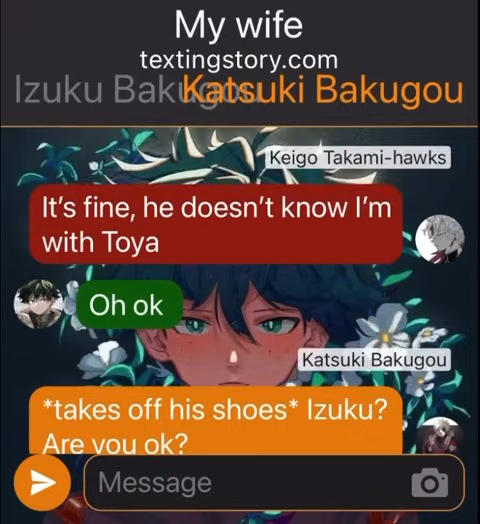 My wife
textingstory.com
Izuku Bakugou Katsuki Bakugou
Keigo Takami-hawks
It's fine, he doesn't know I'm
with Toya
Oh ok
Katsuki Bakugou
*takes off his shoes* Izuku?
Are you ok?
Message